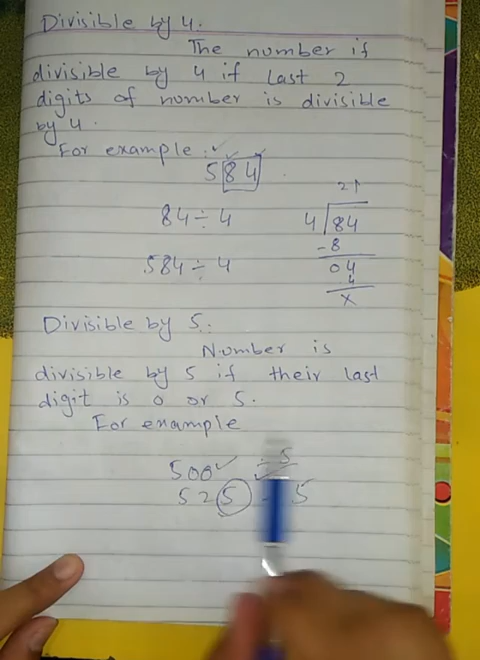 Divisible by 4.
The number if
divisible by 4 if last 2
digits of number is divisible
by 4.
For example :
584
84 ÷ 4
584 ÷ 4
21
4 84
-8
04
4
x
Divisible by 5.
Number is
divisible by 5 if their last
digit is 0 or 5.
For example
500 ÷ 5
525 5